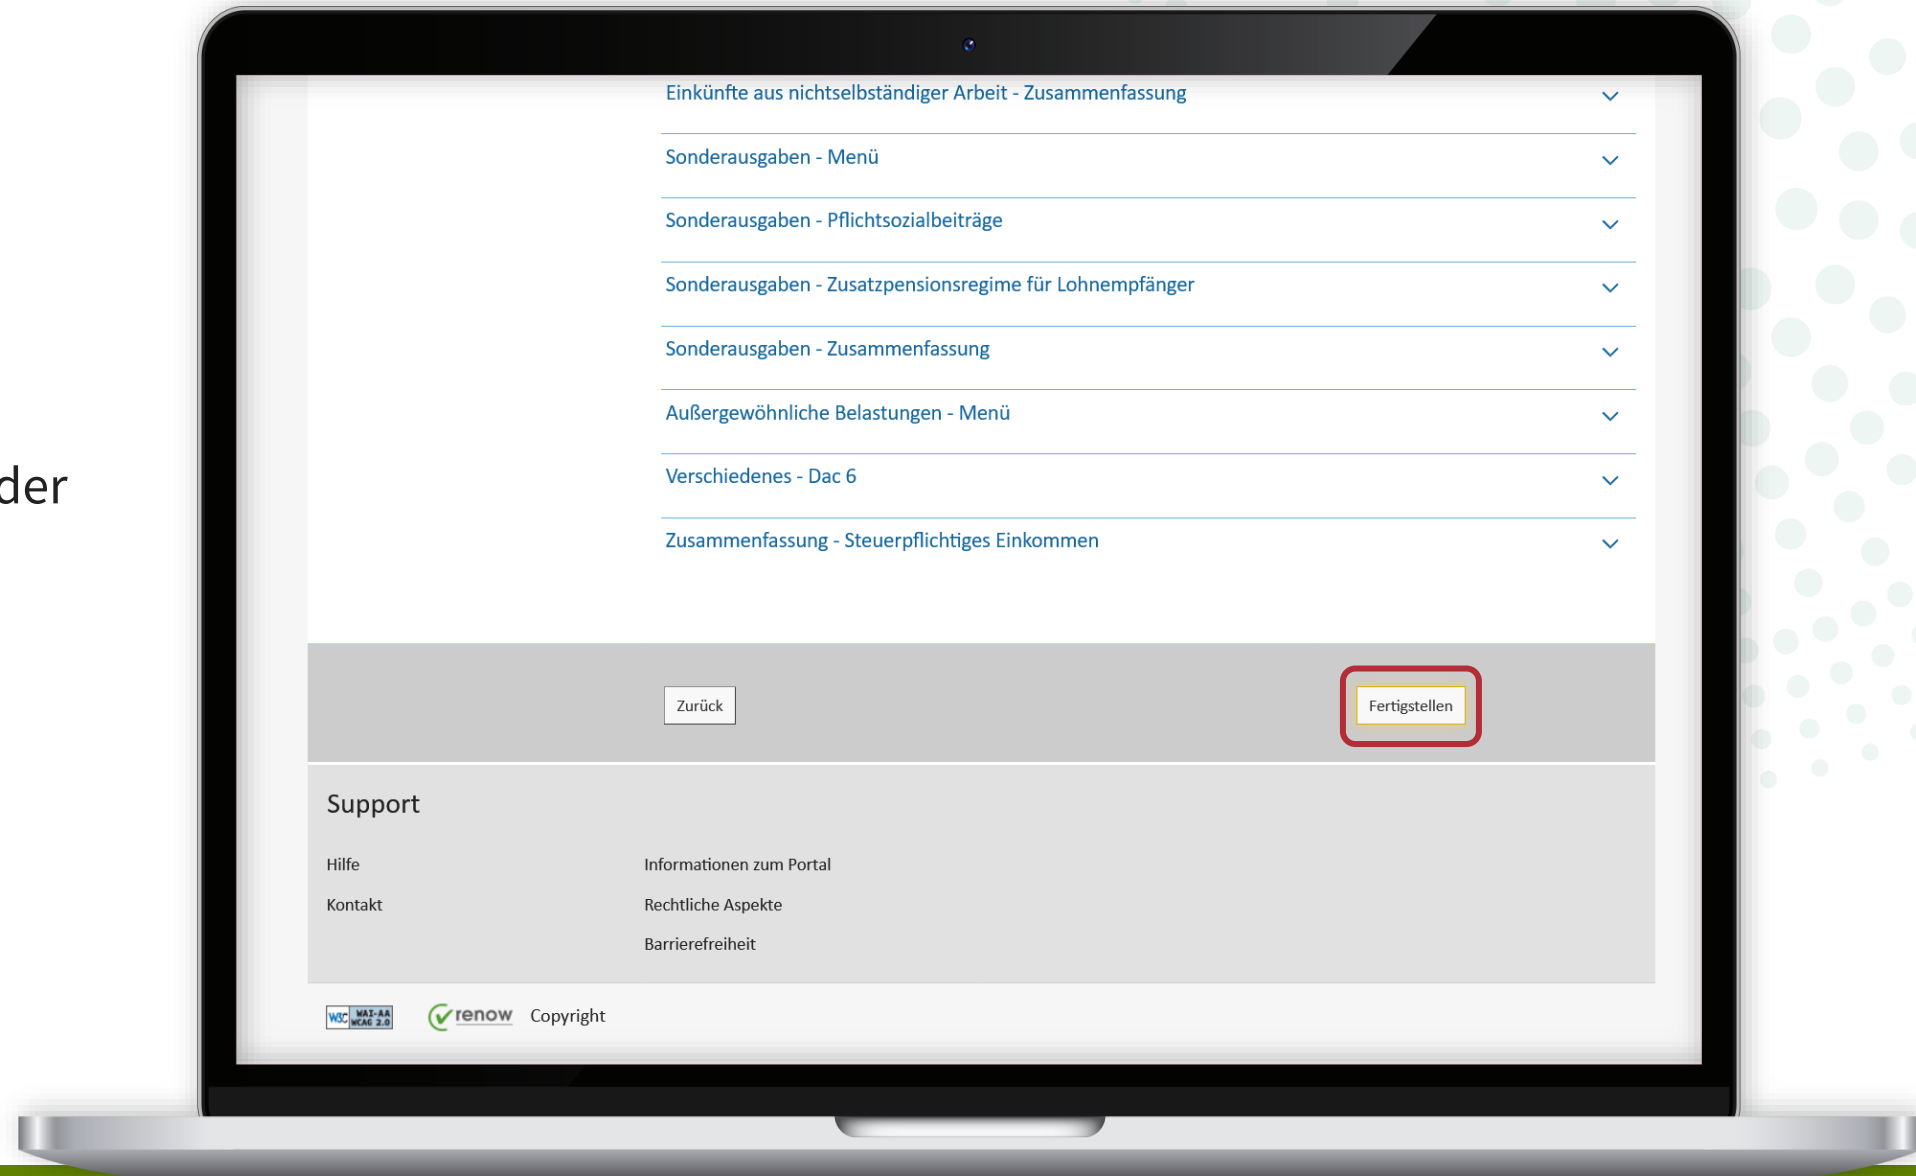 Einkünfte aus nichtselbständiger Arbeit - Zusammenfassung
Sonderausgaben - Menü
Sonderausgaben - Pflichtsozialbeiträge
Sonderausgaben - Zusatzpensionsregime für Lohnempfänger
Sonderausgaben - Zusammenfassung
Außergewöhnliche Belastungen - Menü
der
Verschiedenes - Dac 6
Zusammenfassung - Steuerpflichtiges Einkommen
Zurück
Fertigstellen
Support
Hilfe
Informationen zum Portal
Kontakt
Rechtliche Aspekte
Barrierefreiheit
W3C WAI-AA WCAG 2.0
renow
Copyright